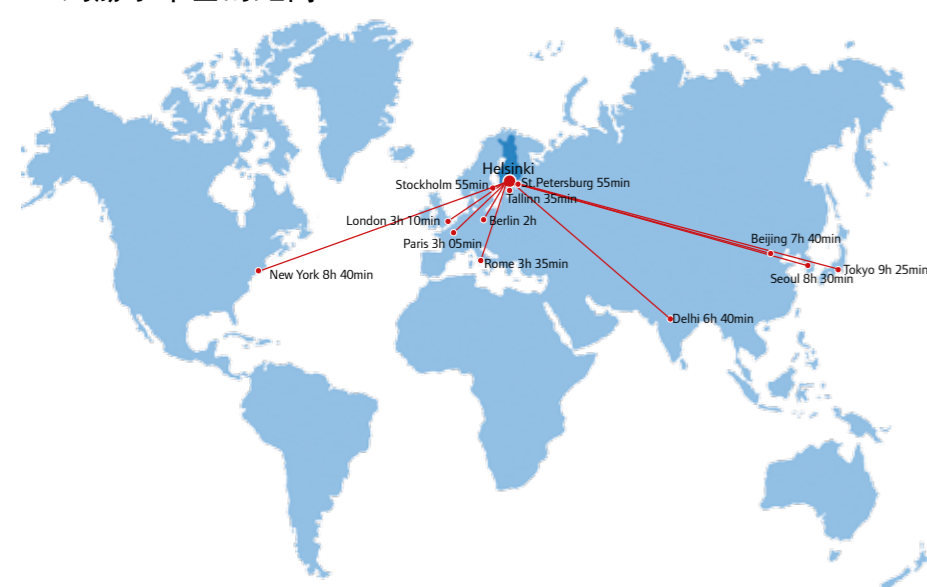 Helsinki
Stockholm 55min
St.Petersburg 55min
Tallinn 35min
London 3h 10min
Berlin 2h
Paris 3h 05min
Rome 3h 35min
New York 8h 40min
Beijing 7h 40min
Tokyo 9h 25min
Seoul 8h 30min
Delhi 6h 40min